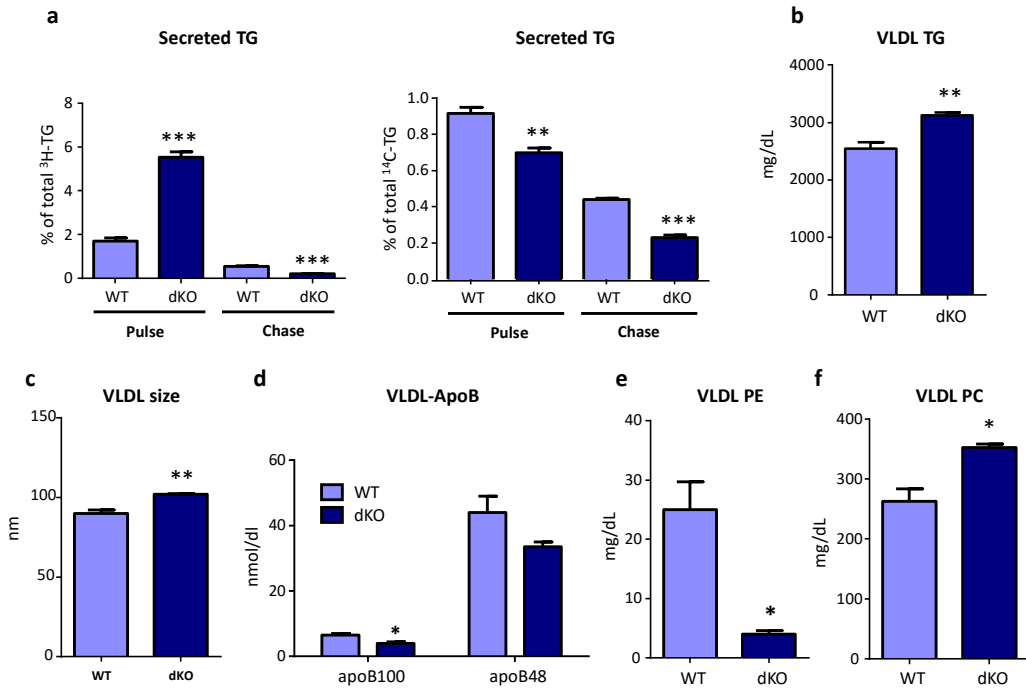 a
Secreted TG
% of total ³H-TG
8
6
4
2
0
***
***
WT
dKO
WT
dKO
Pulse
Chase
Secreted TG
% of total ¹⁴C-TG
1.0
0.8
0.6
0.4
0.2
0.0
**
***
WT
dKO
WT
dKO
Pulse
Chase
b
VLDL TG
mg/dL
4000
3000
2000
1000
0
**
WT
dKO
c
VLDL size
nm
150
100
50
0
**
WT
dKO
d
VLDL-ApoB
nmol/dl
60
40
20
0
WT
dKO
*
apoB100
apoB48
e
VLDL PE
mg/dL
40
30
20
10
0
*
WT
dKO
f
VLDL PC
mg/dL
400
300
200
100
0
*
WT
dKO